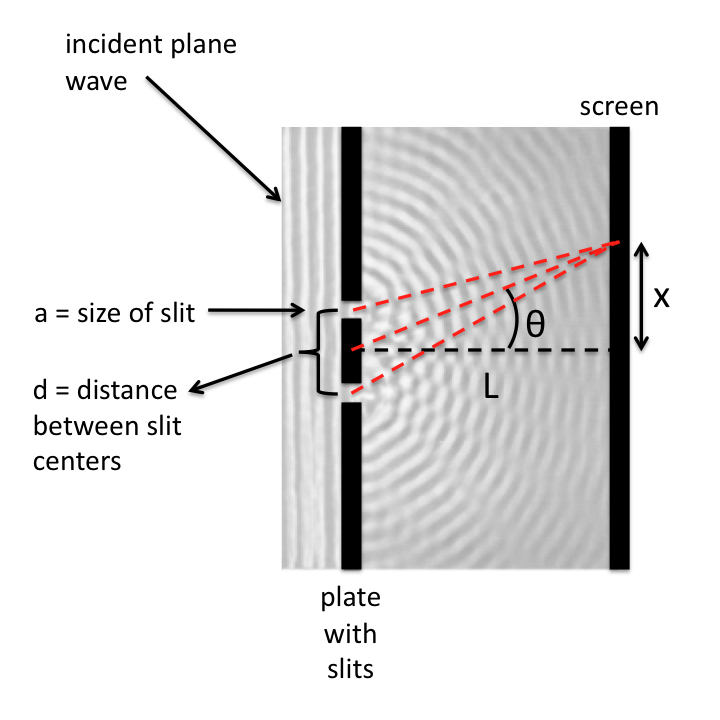 incident plane
wave
screen
a = size of slit
x
θ
d = distance
between slit
centers
L
plate
with
slits